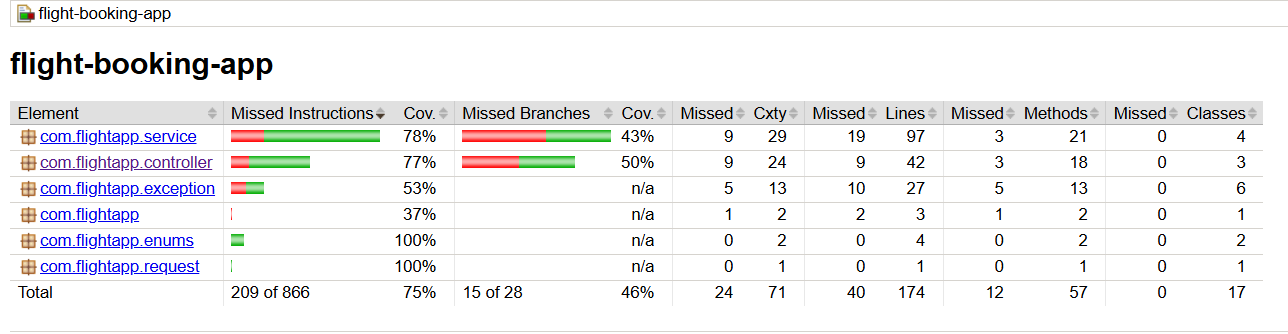 flight-booking-app
flight-booking-app
Element Missed Instructions Cov. Missed Branches Cov. Missed Cxty Missed Lines Missed Methods Missed Classes
com.flightapp.service 78% 43% 9 29 19 97 3 21 0 4
com.flightapp.controller 77% 50% 9 24 9 42 3 18 0 3
com.flightapp.exception 53% n/a 5 13 10 27 5 13 0 6
com.flightapp 37% n/a 1 2 2 3 1 2 0 1
com.flightapp.enums 100% n/a 0 2 0 4 0 2 0 2
com.flightapp.request 100% n/a 0 1 0 1 0 1 0 1
Total 209 of 866 75% 15 of 28 46% 24 71 40 174 12 57 0 17